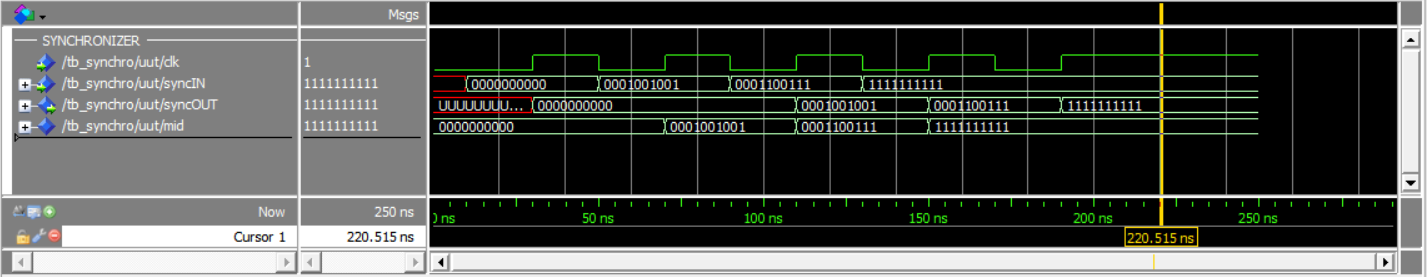 Msgs
SYNCHRONIZER
/tb_synchro/uut/clk 1
/tb_synchro/uut/syncIN 1111111111 0000000000 0001001001 0001100111 1111111111
/tb_synchro/uut/syncOUT 1111111111 UUUUUUUU... 0000000000 0001001001 0001100111 1111111111
/tb_synchro/uut/mid 1111111111 0000000000 0001001001 0001100111 1111111111
Now 250 ns ns 50 ns 100 ns 150 ns 200 ns 250 ns
Cursor 1 220.515 ns 220.515 ns